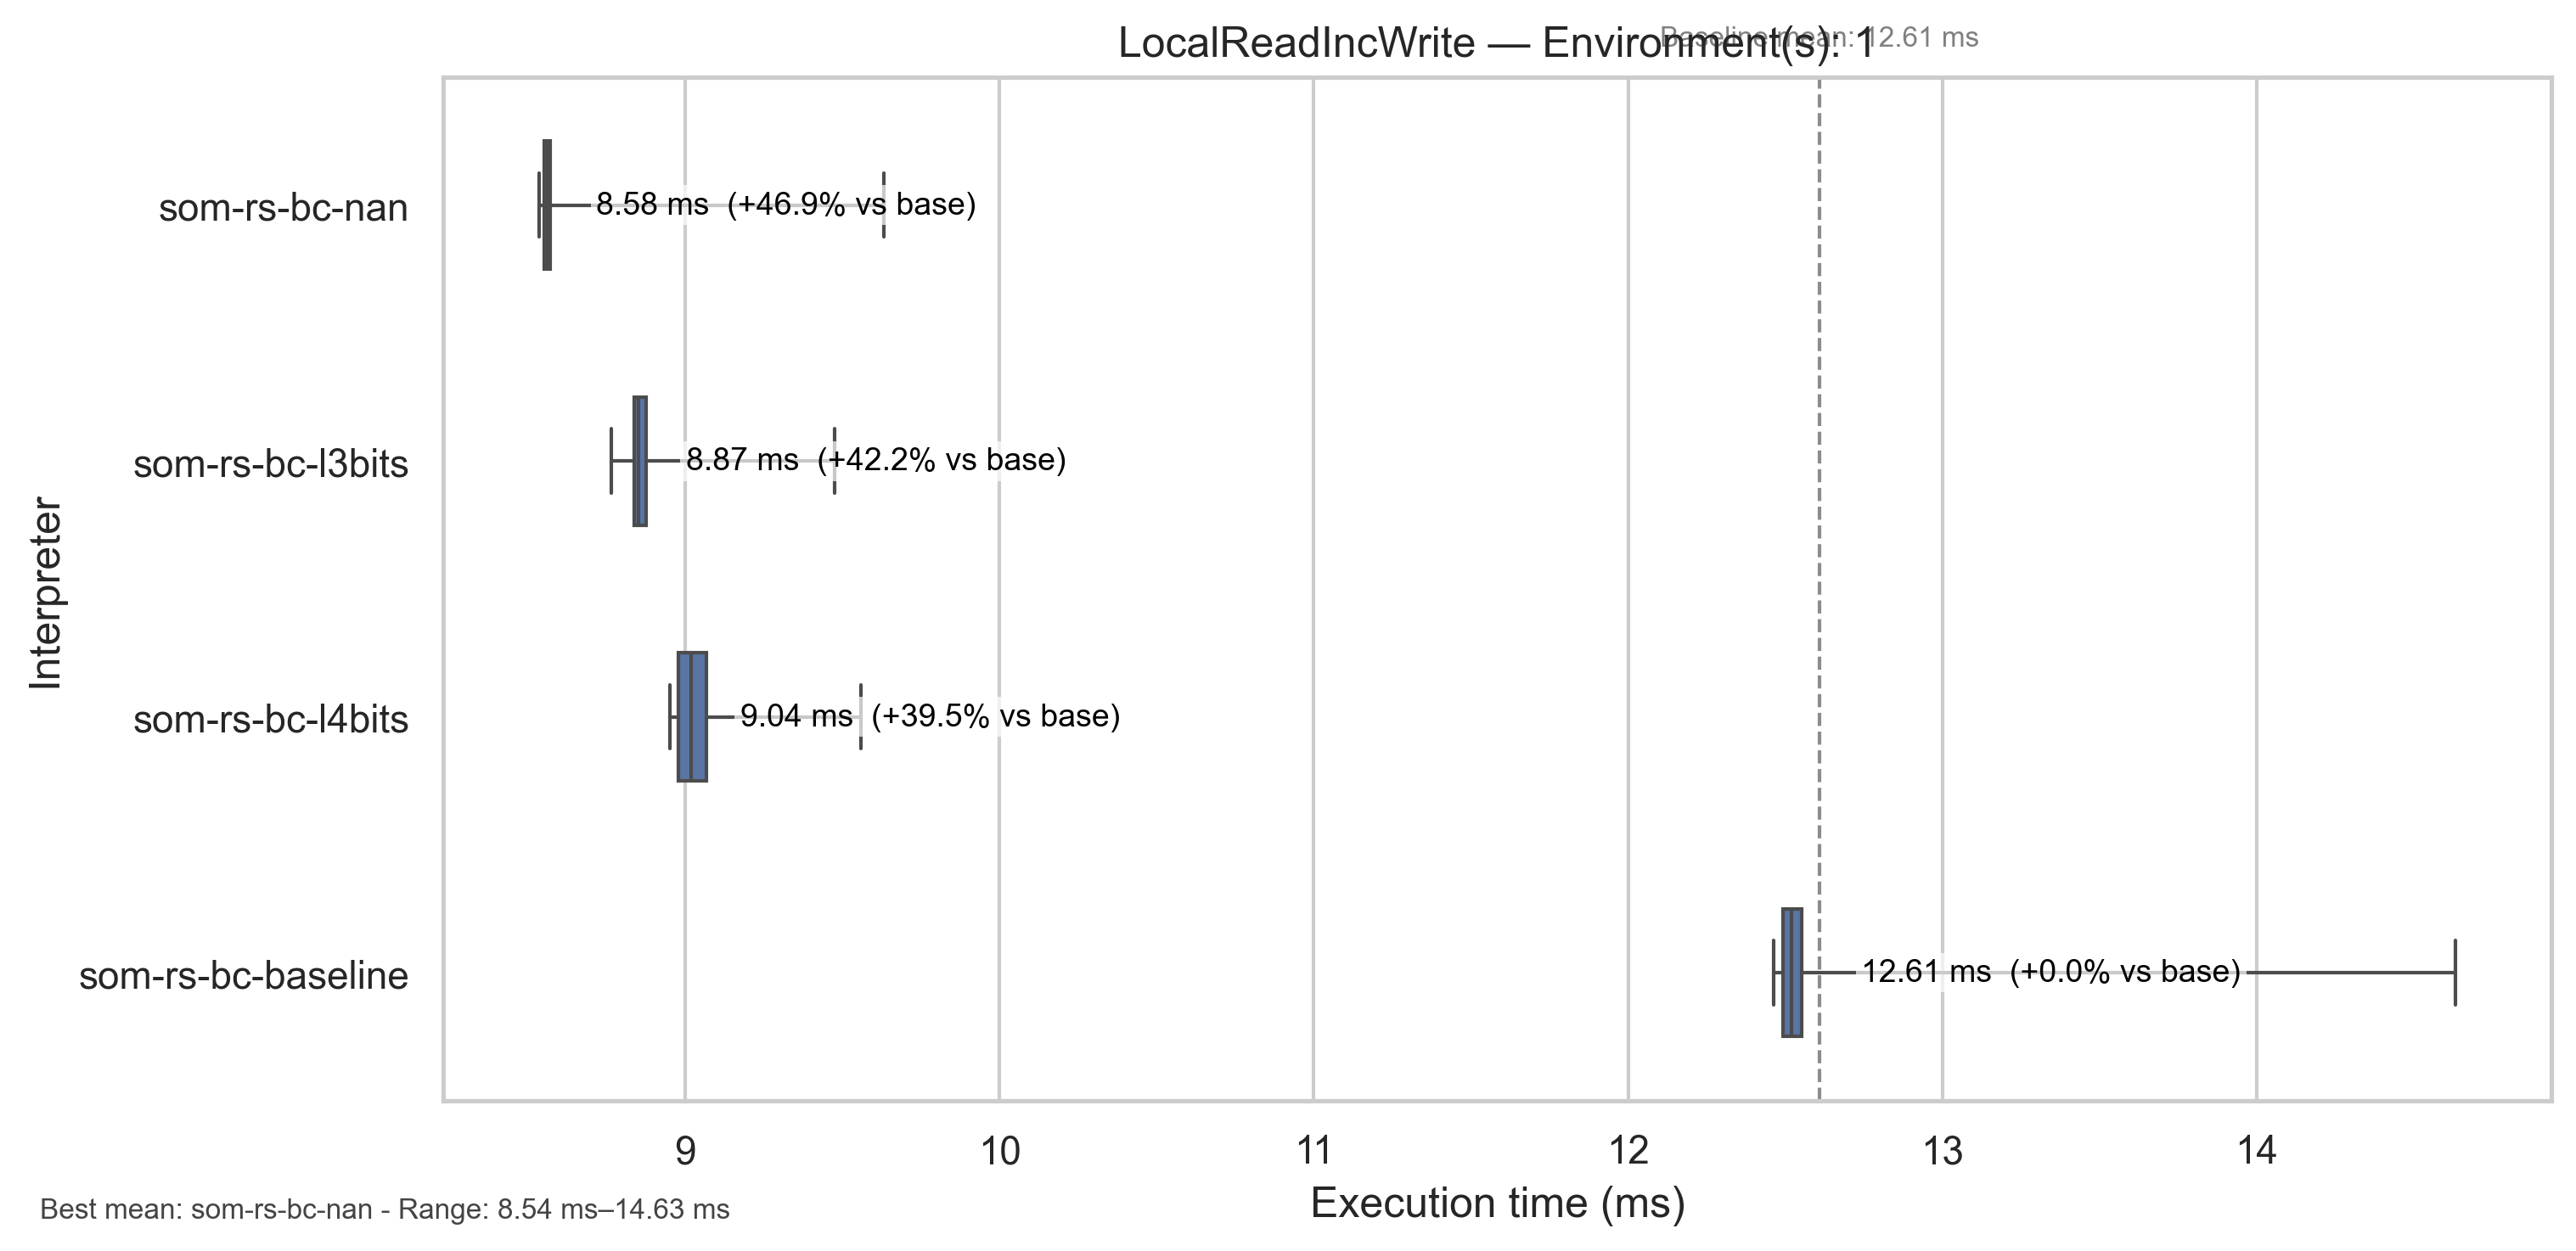 LocalReadIncWrite — Environment(s): 1
Baseline mean: 12.61 ms
som-rs-bc-nan
8.58 ms (+46.9% vs base)
som-rs-bc-l3bits
8.87 ms (+42.2% vs base)
som-rs-bc-l4bits
9.04 ms (+39.5% vs base)
som-rs-bc-baseline
12.61 ms (+0.0% vs base)
Interpreter
9 10 11 12 13 14
Execution time (ms)
Best mean: som-rs-bc-nan - Range: 8.54 ms–14.63 ms